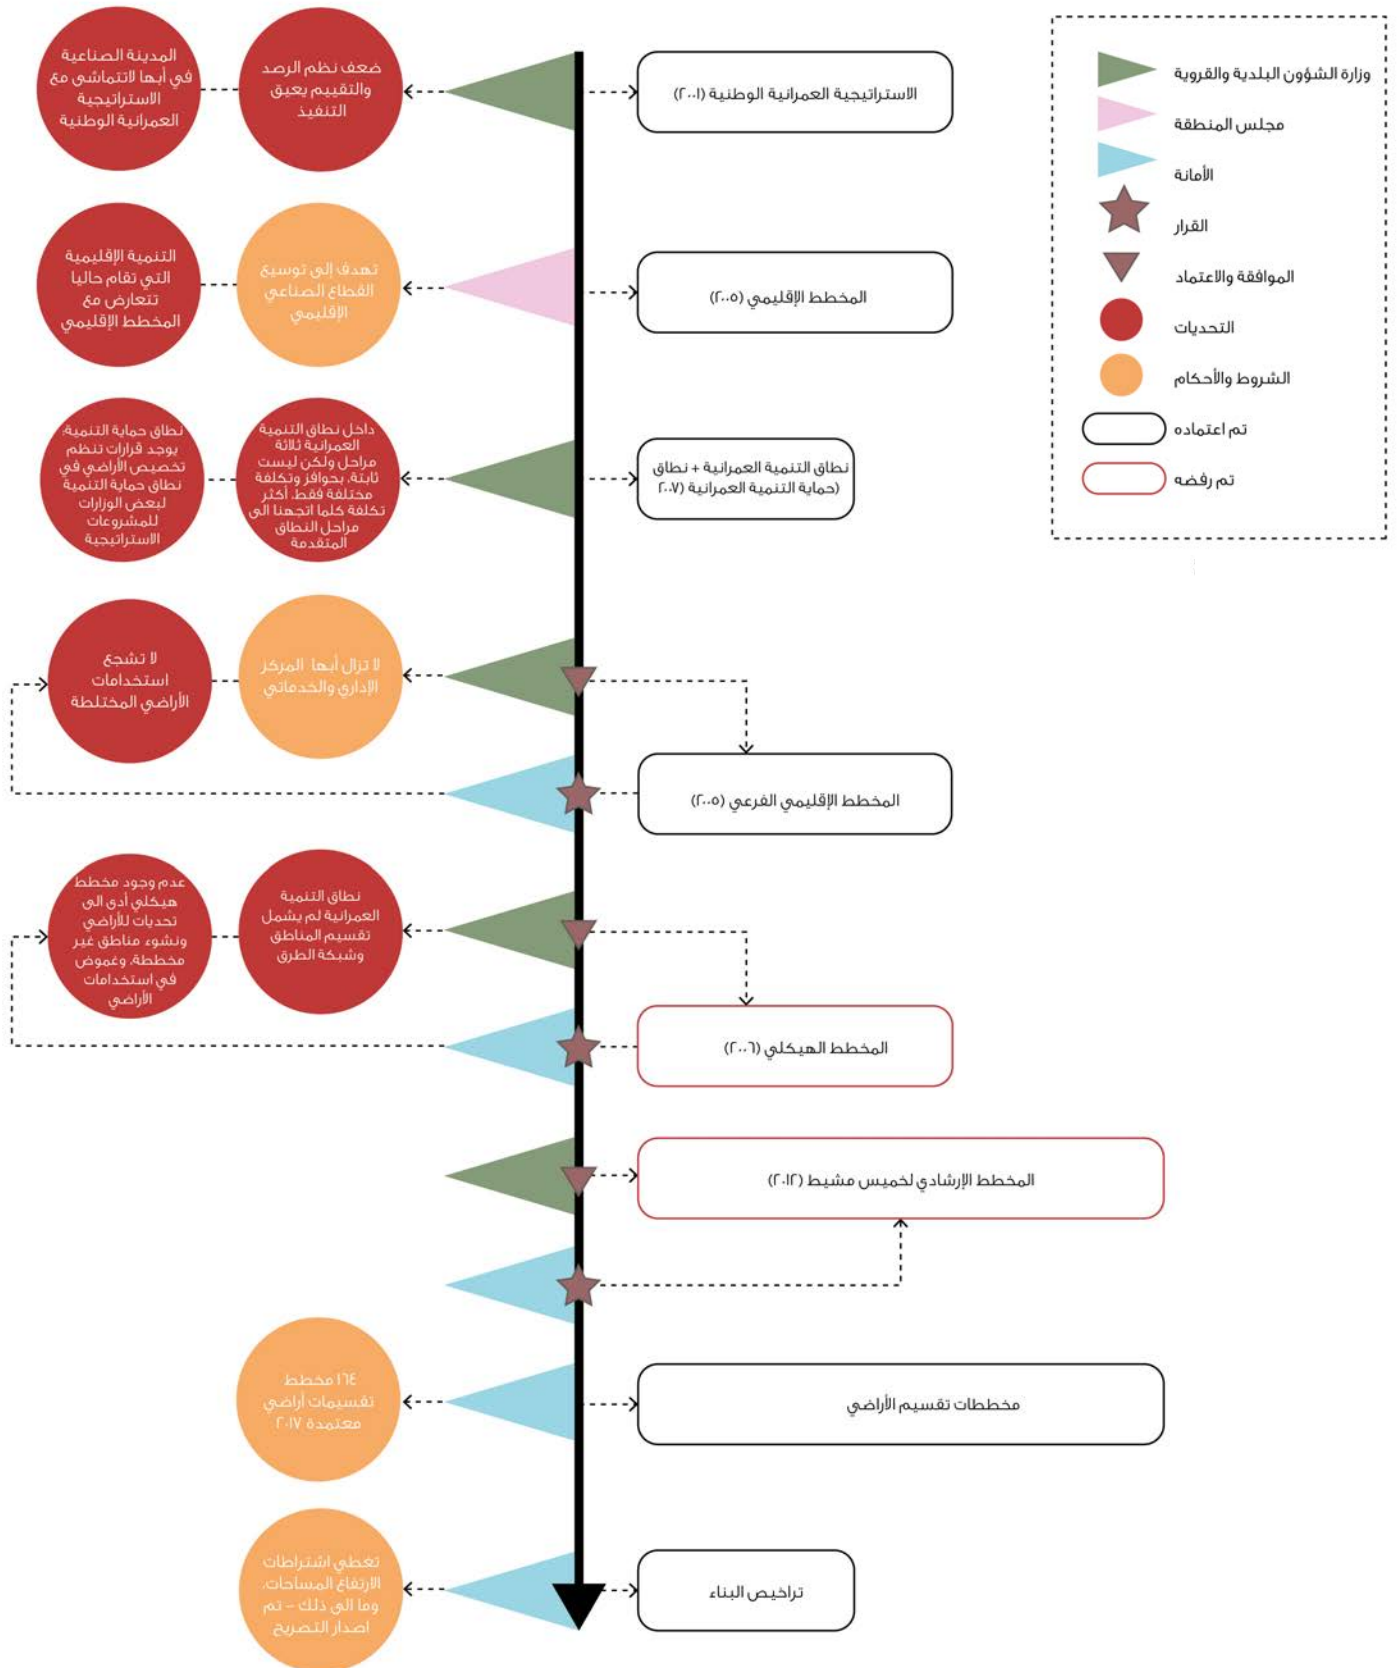 وزارة الشؤون البلدية والقروية
مجلس المنطقة
الأمانة
القرار
الموافقة والاعتماد
التحديات
الشروط والأحكام
تم اعتماده
تم رفضه
الاستراتيجية العمرانية الوطنية (٢٠٠١)
ضعف نظم الرصد
والتقييم يعيق
التنفيذ
المدينة الصناعية
في أبها لاتتماشى مع
الاستراتيجية
العمرانية الوطنية
المخطط الإقليمي (٢٠٠٥)
تهدف إلى توسيع
القطاع الصناعي
الإقليمي
التنمية الإقليمية
التي تقام حاليا
تتعارض مع
المخطط الإقليمي
نطاق التنمية العمرانية + نطاق
حماية التنمية العمرانية (٢٠٠٧)
داخل نطاق التنمية
العمرانية ثلاثة
مراحل ولكن ليست
ثابتة، بحوافز وتكلفة
مختلفة فقط، أكثر
تكلفة كلما اتجهنا الى
مراحل النطاق
المتقدمة
نطاق حماية التنمية:
يوجد قرارات تنظم
تخصيص الأراضي في
نطاق حماية التنمية
لبعض الوزارات
للمشروعات
الاستراتيجية
لا تزال أبها المركز
الإداري والخدماتي
لا تشجع
استخدامات
الأراضي المختلطة
المخطط الإقليمي الفرعي (٢٠٠٥)
نطاق التنمية
العمرانية لم يشمل
تقسيم المناطق
وشبكة الطرق
عدم وجود مخطط
هيكلي أدى الى
تحديات للأراضي
ونشوء مناطق غير
مخططة، وغموض
في استخدامات
الأراضي
المخطط الهيكلي (٢٠٠٦)
المخطط الإرشادي لخميس مشيط (٢٠١٢)
مخططات تقسيم الأراضي
١٦٤ مخطط
تقسيمات أراضي
معتمدة ٢٠١٧
تراخيص البناء
تغطي اشتراطات
الارتفاع المساحات،
وما الى ذلك – تم
اصدار التصريح